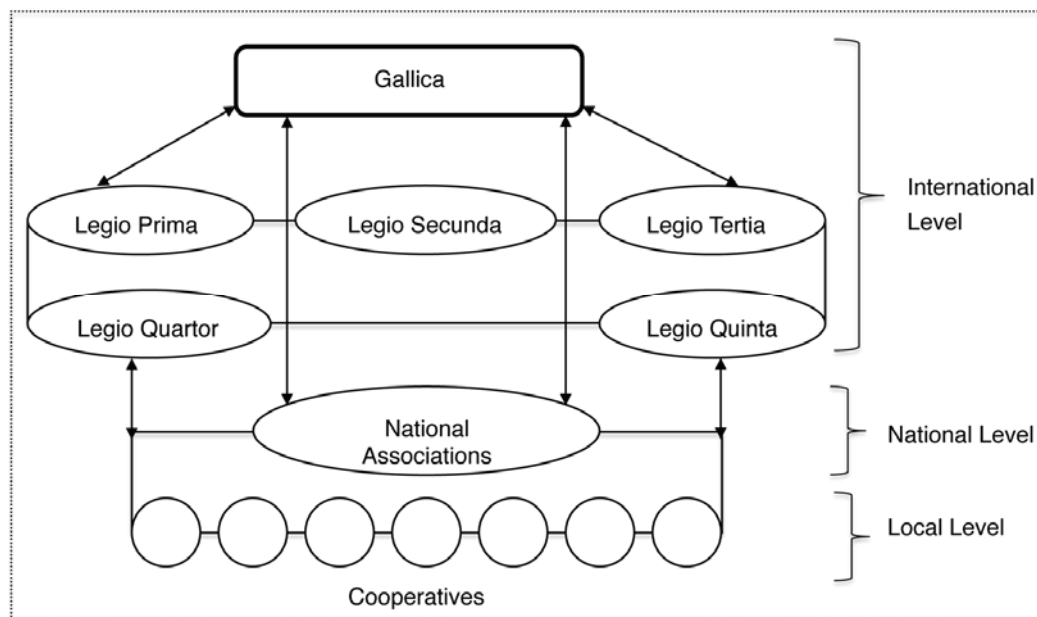 Gallica
Legio Prima
Legio Secunda
Legio Tertia
International
Level
Legio Quartor
Legio Quinta
National
Associations
National Level
Local Level
Cooperatives